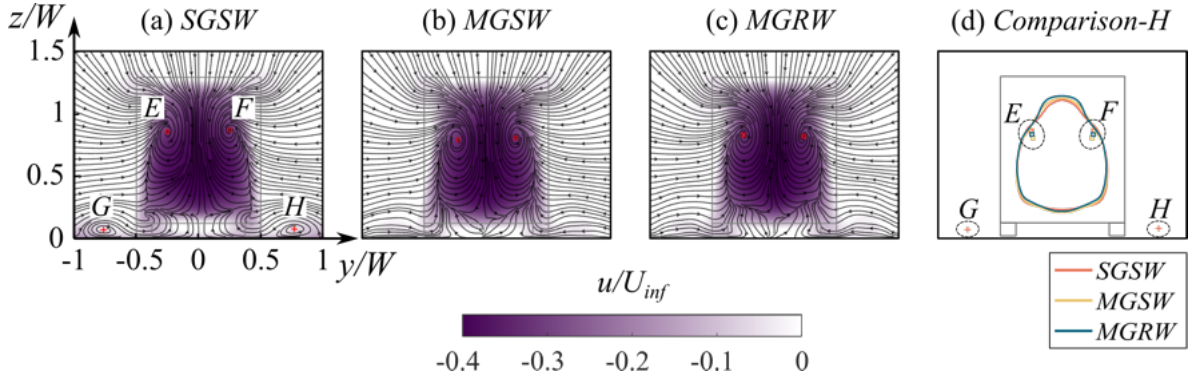 z/W (a) SGSW (b) MGSW (c) MGRW (d) Comparison-H
1.5
E F E F
1
0.5
G H G H
0
-1 -0.5 0 0.5 1
y/W
u/U_inf
SGSW
MGSW
MGRW
-0.4 -0.3 -0.2 -0.1 0